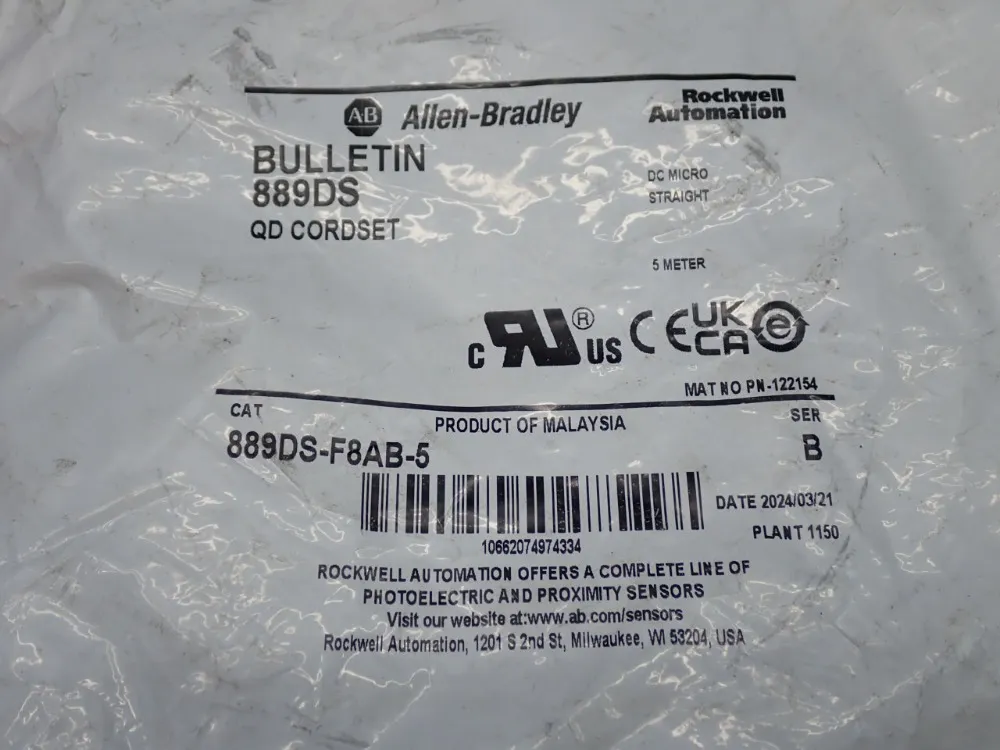 AB Allen-Bradley
Rockwell
Automation
BULLETIN
889DS
QD CORDSET
DC MICRO
STRAIGHT
5 METER
C RU ® US CE UK CA e
MAT NO PN-122154
CAT
PRODUCT OF MALAYSIA
SER
889DS-F8AB-5
B
DATE 2024/03/21
PLANT 1150
10662074974334
ROCKWELL AUTOMATION OFFERS A COMPLETE LINE OF
PHOTOELECTRIC AND PROXIMITY SENSORS
Visit our website at:www.ab.com/sensors
Rockwell Automation, 1201 S 2nd St, Milwaukee, WI 53204, USA